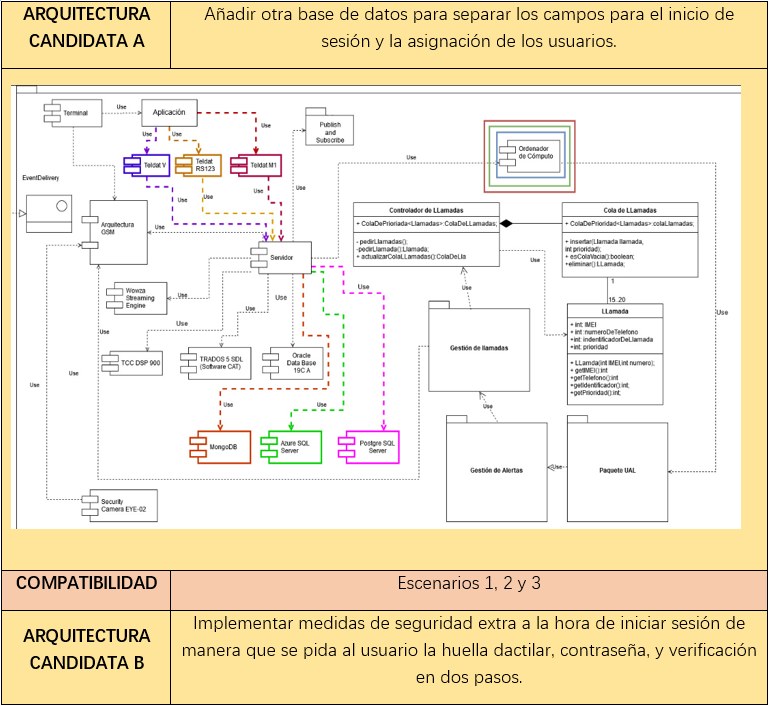 ARQUITECTURA
CANDIDATA A
Añadir otra base de datos para separar los campos para el inicio de
sesión y la asignación de los usuarios.
Terminal
Use
Aplicación
Publish
and
Subscribe
Use
Use
Use
Teldat V
Teldat
RS123
Teldat M1
Ordenador
de Cómputo
Use
EventDelivery
Use
Use
Use
Arquitectura
GSM
Use
Servidor
Controlador de LLamadas
+ ColaDePrioriada<Llamadas>:ColaDeLLamadas;
- pedirLlamadas();
-pedirLlamada():Llamada;
+ actualizarColaLLamadas():ColaDeLla
Cola de LLamadas
+ ColaDePrioridad<Llamadas>:colaLlamadas;
+ insertar(Llamada llamada,
int prioridad);
+ esColaVacia():boolean;
+eliminar():LLamada;
1
15..20
LLamada
+ int: IMEI
+ int: numeroDeTelefono
+ int: indentificadorDeLlamada
+ int: prioridad
+ LLamda(int IMEI,int numero);
+ getIMEI():int
+getTelefono():int
+getIdentificador():int;
+getPrioridad():int;
Use
Use
Use
Use
Wowza
Streaming
Engine
Use
Use
Use
Use
Use
TCC DSP 900
TRADOS 5 SDL
(Software CAT)
Oracle
Data Base
19C A
Gestión de llamadas
Use
Use
Use
Use
Use
Use
MongoDB
Azure SQL
Server
Postgre SQL
Server
Gestión de Alertas
Use
Paquete UAL
Security
Camera EYE-02
COMPATIBILIDAD
Escenarios 1, 2 y 3
ARQUITECTURA
CANDIDATA B
Implementar medidas de seguridad extra a la hora de iniciar sesión de
manera que se pida al usuario la huella dactilar, contraseña, y verificación
en dos pasos.